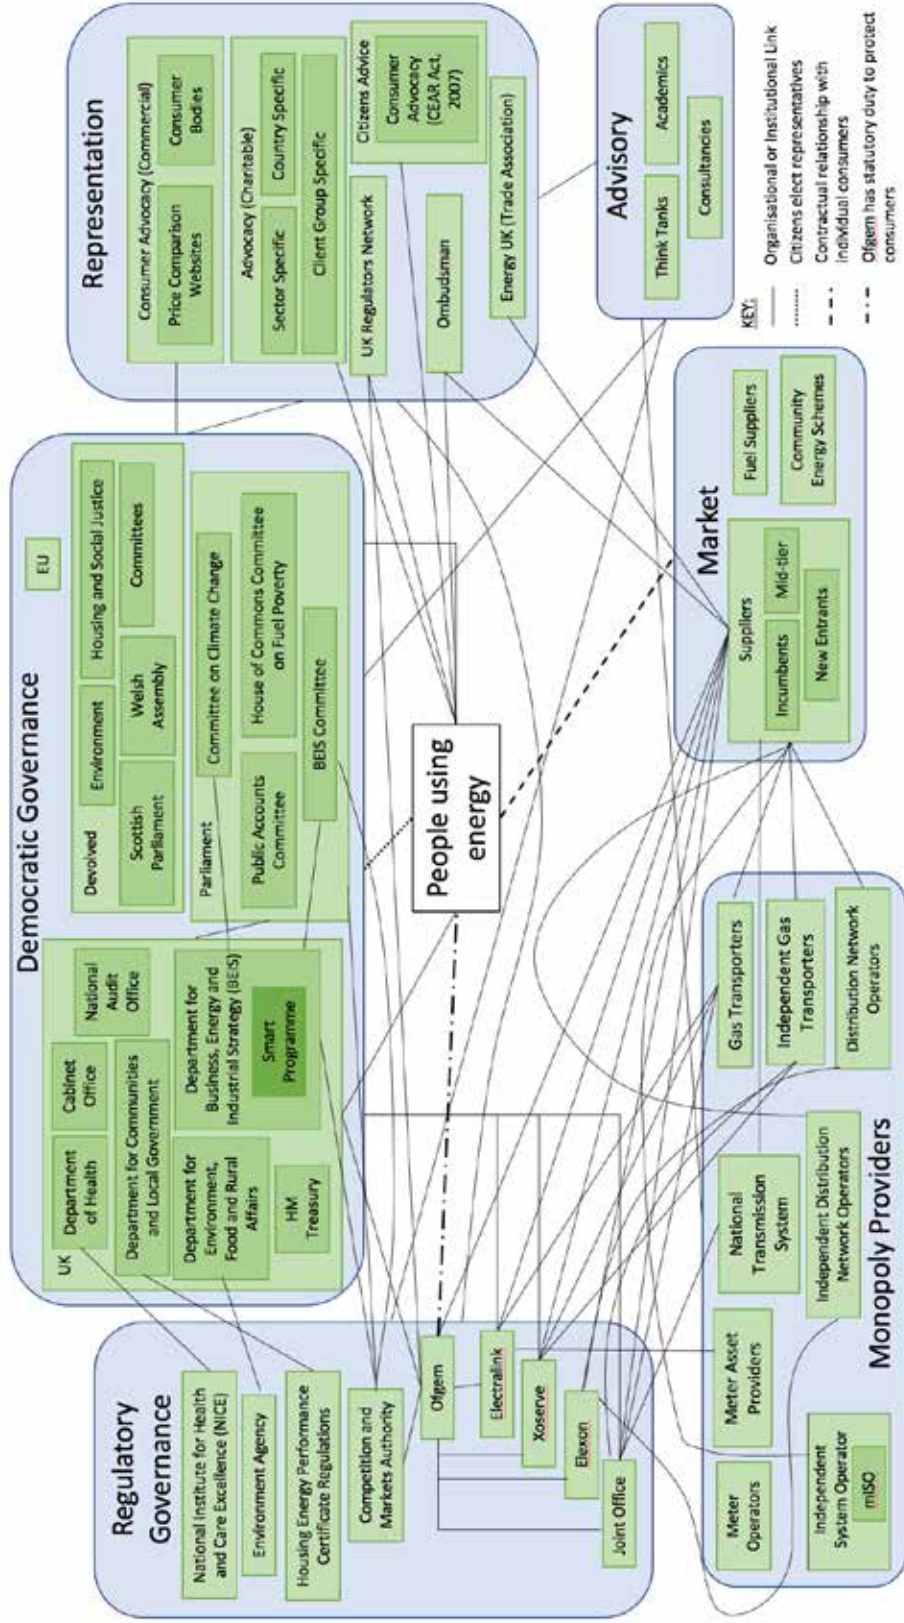 Democratic Governance
EU
UK
Department
of Health
Cabinet
Office
National
Audit
Office
Department for Communities
and Local Government
Department for
Environment,
Food and Rural
Affairs
Department for
Business, Energy and
Industrial Strategy (BEIS)
Smart
Programme
HM
Treasury
Devolved
Environment
Housing and Social Justice
Scottish
Parliament
Welsh
Assembly
Committees
Parliament
Committee on Climate Change
Public Accounts
Committee
House of Commons Committee
on Fuel Poverty
BEIS Committee
Representation
Consumer Advocacy (Commercial)
Price Comparison
Websites
Consumer
Bodies
Advocacy (Charitable)
Sector Specific
Country Specific
Client Group Specific
UK Regulators Network
Citizens Advice
Consumer
Advocacy
(CEAR Act,
2007)
Ombudsman
Energy UK (Trade Association)
Regulatory
Governance
National Institute for Health
and Care Excellence (NICE)
Environment Agency
Housing Energy Performance
Certificate Regulations
Competition and
Markets Authority
Ofgem
Electralink
Xoserve
Elexon
Joint Office
People using
energy
Advisory
Think Tanks
Academics
Consultancies
Monopoly Providers
Meter
Operators
Meter Asset
Providers
National
Transmission
System
Gas Transporters
Independent Gas
Transporters
Independent
System Operator
mISO
Independent Distribution
Network Operators
Distribution Network
Operators
Market
Suppliers
Incumbents
Mid-tier
New Entrants
Fuel Suppliers
Community
Energy Schemes
KEY:
Organisational or Institutional Link
Citizens elect representatives
Contractual relationship with
individual consumers
Ofgem has statutory duty to protect
consumers